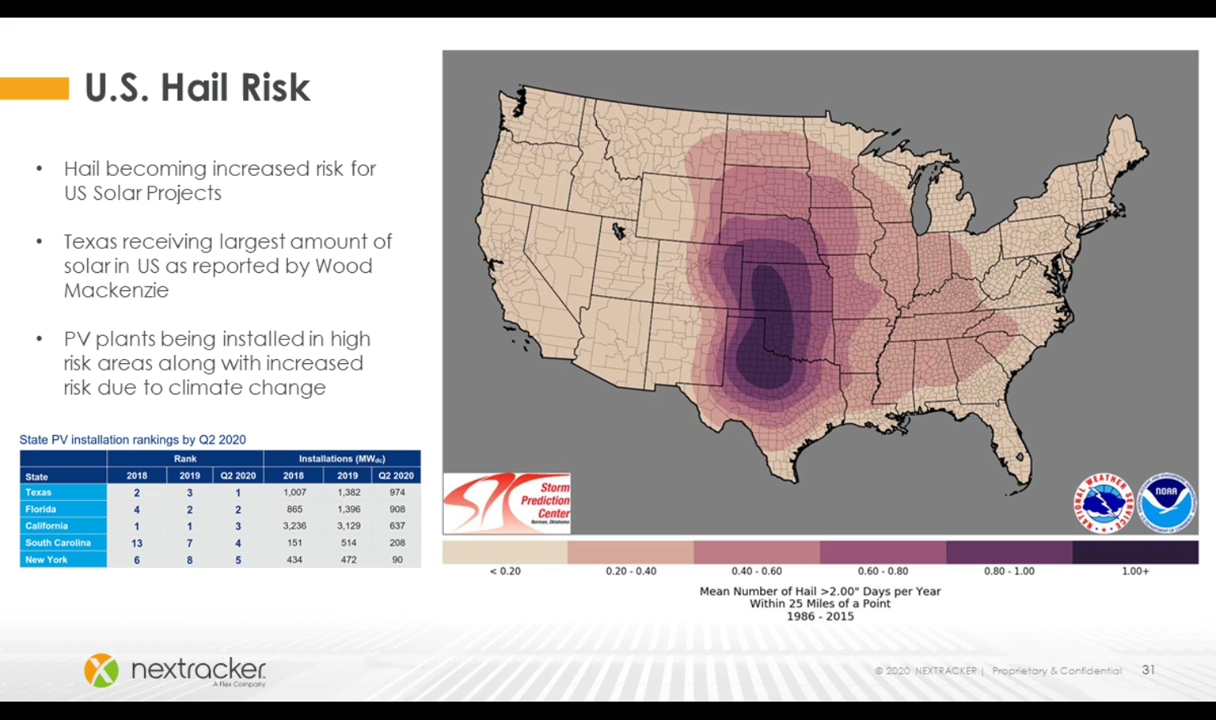 U.S. Hail Risk
• Hail becoming increased risk for
US Solar Projects
• Texas receiving largest amount of
solar in US as reported by Wood
Mackenzie
• PV plants being installed in high
risk areas along with increased
risk due to climate change
State PV installation rankings by Q2 2020
Rank Installations (MWdc)
State 2018 2019 Q2 2020 2018 2019 Q2 2020
Texas 2 3 1 1,007 1,382 974
Florida 4 2 2 865 1,396 908
California 1 1 3 3,236 3,129 637
South Carolina 13 7 4 151 514 208
New York 6 8 5 434 472 90
Storm
Prediction
Center
Norman, Oklahoma
NATIONAL WEATHER SERVICE
NOAA
< 0.20 0.20 - 0.40 0.40 - 0.60 0.60 - 0.80 0.80 - 1.00 1.00+
Mean Number of Hail >2.00" Days per Year
Within 25 Miles of a Point
1986 - 2015
nextracker.
A Flex Company
© 2020 NEXTRACKER | Proprietary & Confidential 31